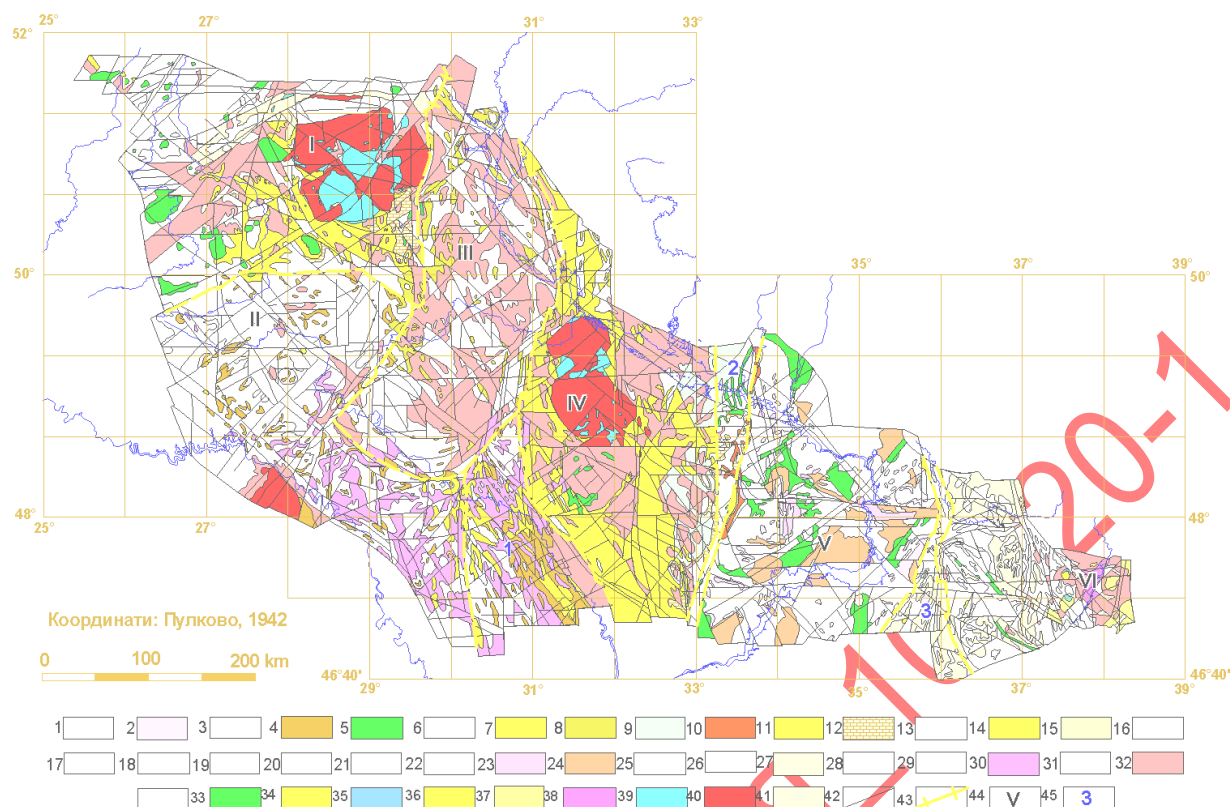 25° 27° 29° 31° 33°
52°
I
III
50° 35° 37° 39° 50°
II
2
IV
48° 48°
25° 27°
1 V VI
3
Координати: Пулково, 1942
0 100 200 km
46°40' 46°40'
29° 31° 33° 35° 37° 39°
1 2 3 4 5 6 7 8 9 10 11 12 13 14 15 16
17 18 19 20 21 22 23 24 25 26 27 28 29 30 31 32
33 34 35 36 37 38 39 40 41 42 43 44 V 45 3
20-1